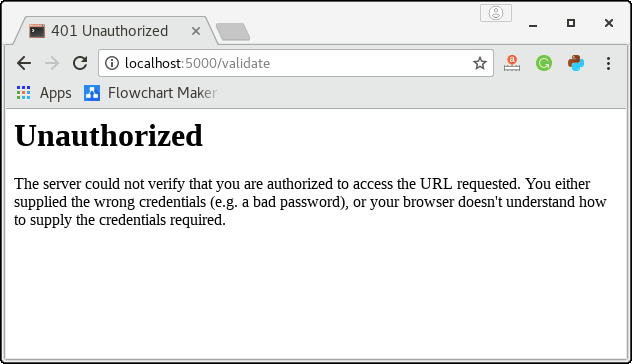 401 Unauthorized
localhost:5000/validate
Apps Flowchart Maker
Unauthorized
The server could not verify that you are authorized to access the URL requested. You either
supplied the wrong credentials (e.g. a bad password), or your browser doesn't understand how
to supply the credentials required.